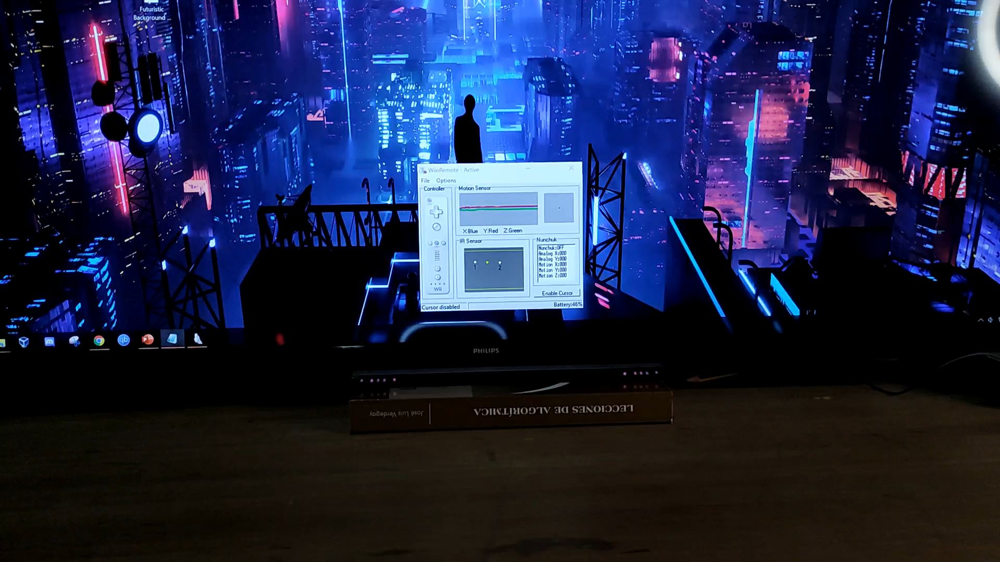 Futuristic
Background ...
WiinRemote - Active
File Options
Controller
Motion Sensor
X:Blue Y:Red Z:Green
IR Sensor
1 2
Nunchuk
Nunchuk:OFF
Analog X:000
Analog Y:000
Motion X:000
Motion Y:000
Motion Z:000
Wii
Enable Cursor
Cursor disabled
Battery:46%
qb
P
PHILIPS
LECCIONES DE ALGORÍTMICA
José Luis Verdegay